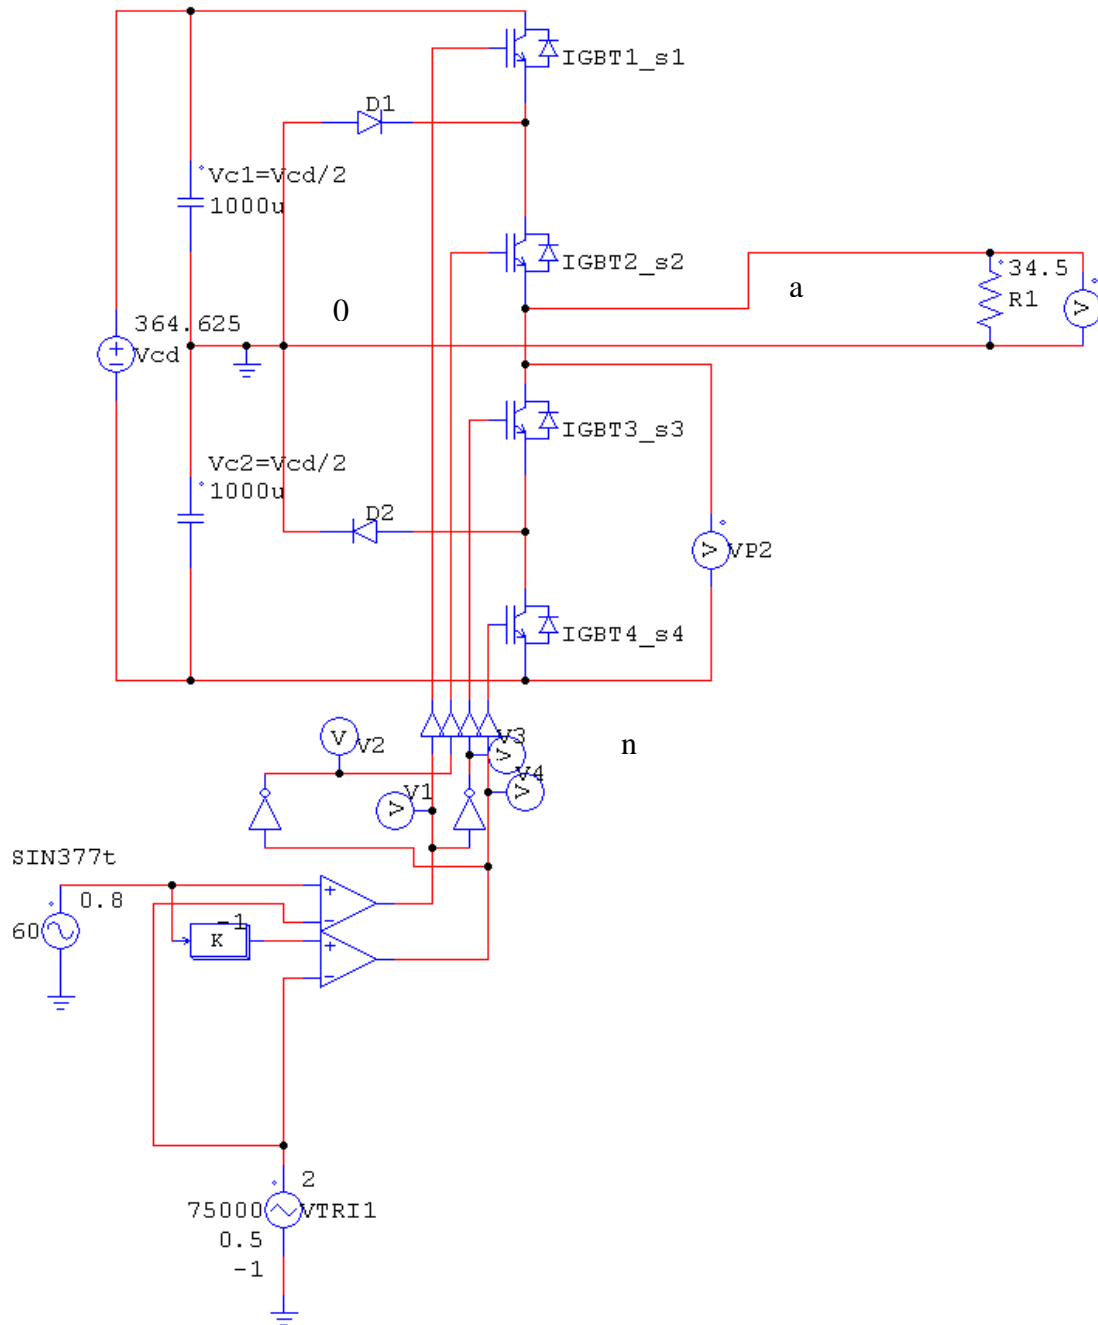 IGBT1_s1
D1
Vc1=Vcd/2
1000u
IGBT2_s2
34.5
R1
V
a
0
364.625
Vcd
IGBT3_s3
Vc2=Vcd/2
1000u
D2
V
VP2
IGBT4_s4
V
V2
V3
V
n
V4
V
V1
V
SIN377t
0.8
60
-1
K
2
75000
VTRI1
0.5
-1